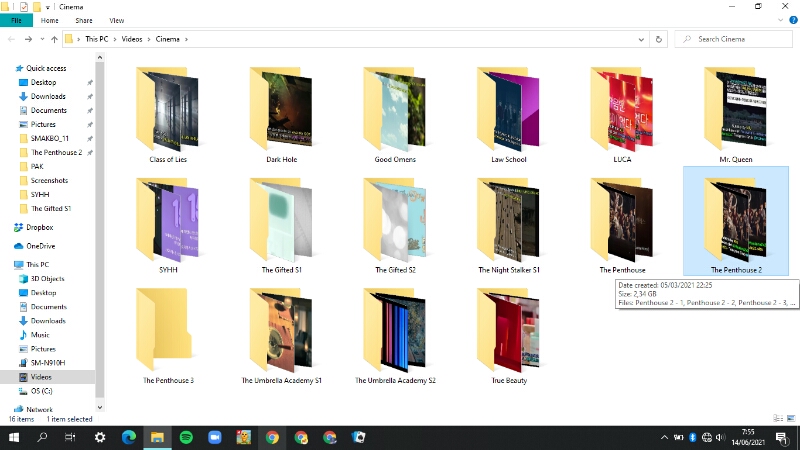 Cinema
File Home Share View
This PC Videos Cinema
Search Cinema
Quick access
Desktop
Downloads
Documents
Pictures
SMAKBO_11
The Penthouse 2
PAK
Screenshots
SYHH
The Gifted S1
Dropbox
OneDrive
This PC
3D Objects
Desktop
Documents
Downloads
Music
Pictures
SM-N910H
Videos
OS (C:)
Network
Class of Lies
Dark Hole
Good Omens
Law School
LUCA
Mr. Queen
SYHH
The Gifted S1
The Gifted S2
The Night Stalker S1
The Penthouse
The Penthouse 2
Date created: 05/03/2021 22:25
Size: 2,34 GB
Files: Penthouse 2 - 1, Penthouse 2 - 2, Penthouse 2 - 3, ...
The Penthouse 3
The Umbrella Academy S1
The Umbrella Academy S2
True Beauty
16 items 1 item selected
7:55
14/06/2021